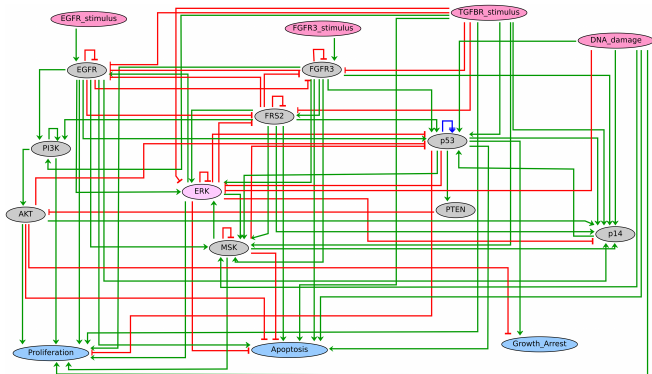 EGFR_stimulus
TGFBR_stimulus
FGFR3_stimulus
DNA_damage
EGFR
FGFR3
FRS2
p53
PI3K
ERK
AKT
PTEN
p14
MSK
Growth_Arrest
Proliferation
Apoptosis